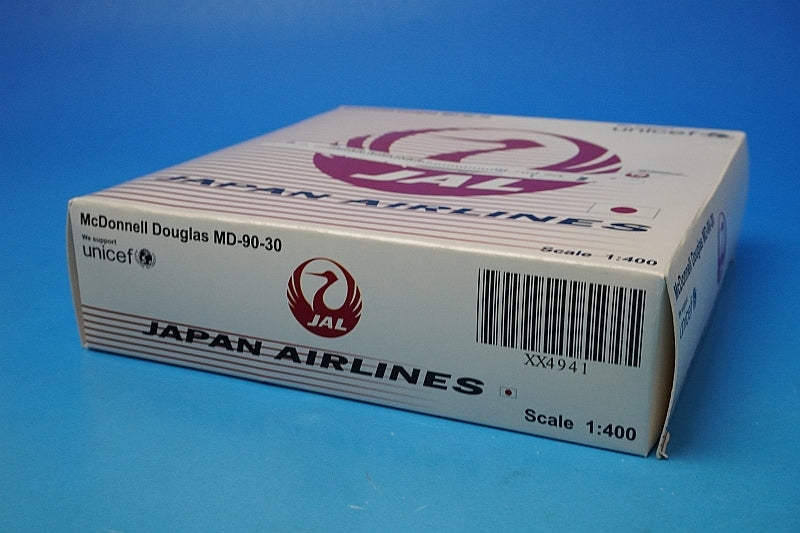 unicef
JAL
JAPAN AIRLINES
Scale 1:400
McDonnell Douglas MD-90-30
We support
unicef
JAL
JAPAN AIRLINES
XX4941
Scale 1:400
McDonnell Douglas MD-90-30
unicef